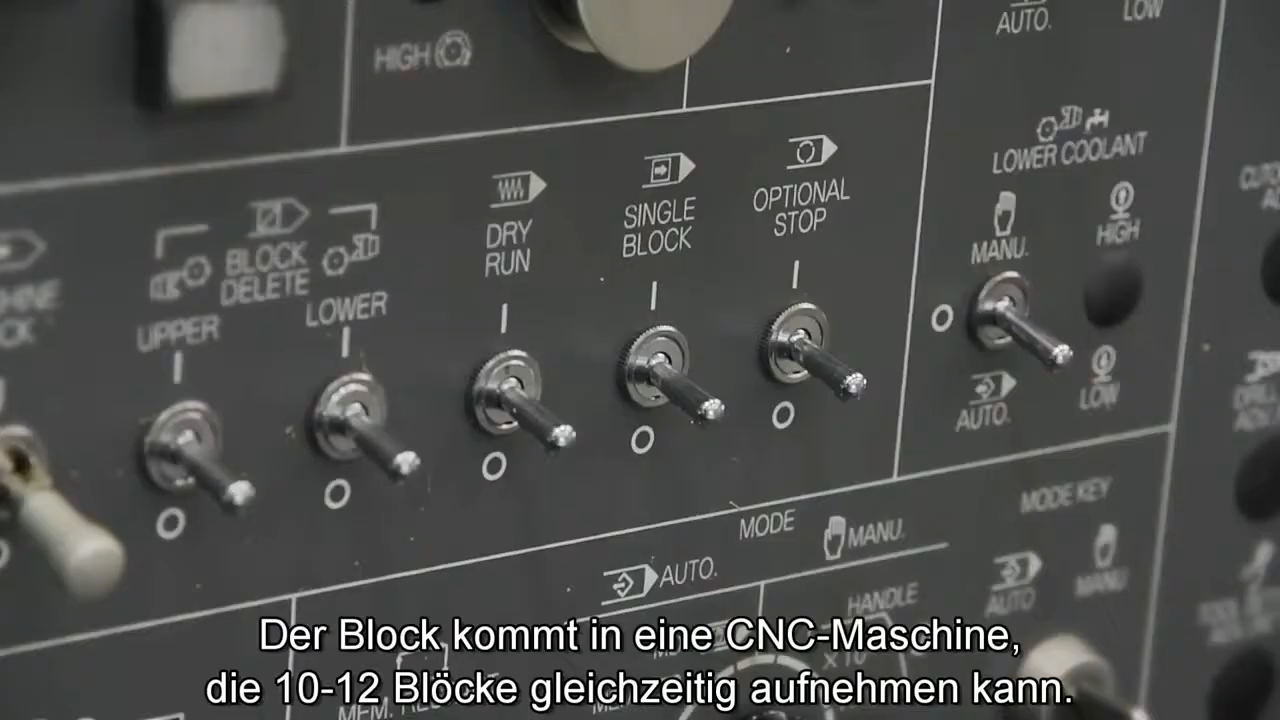 HIGH
AUTO.
LOW
LOWER COOLANT
MANU.
HIGH
AUTO.
LOW
OPTIONAL
STOP
SINGLE
BLOCK
DRY
RUN
BLOCK
DELETE
UPPER
LOWER
MODE
AUTO.
MANU.
MODE KEY
AUTO
MANU
HANDLE
Der Block kommt in eine CNC-Maschine,
die 10-12 Blöcke gleichzeitig aufnehmen kann.